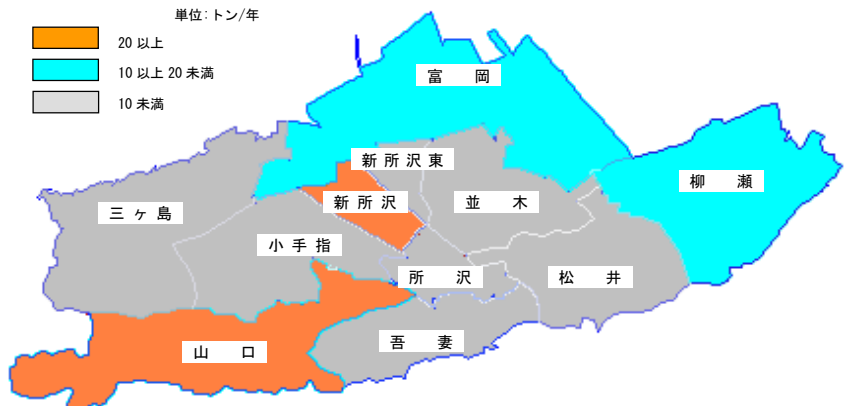 単位：トン/年
20 以上
10 以上 20 未満
10 未満
富　岡
新 所 沢 東
柳　瀬
新 所 沢
並　木
三 ヶ 島
小 手 指
所　沢
松　井
吾　妻
山　口